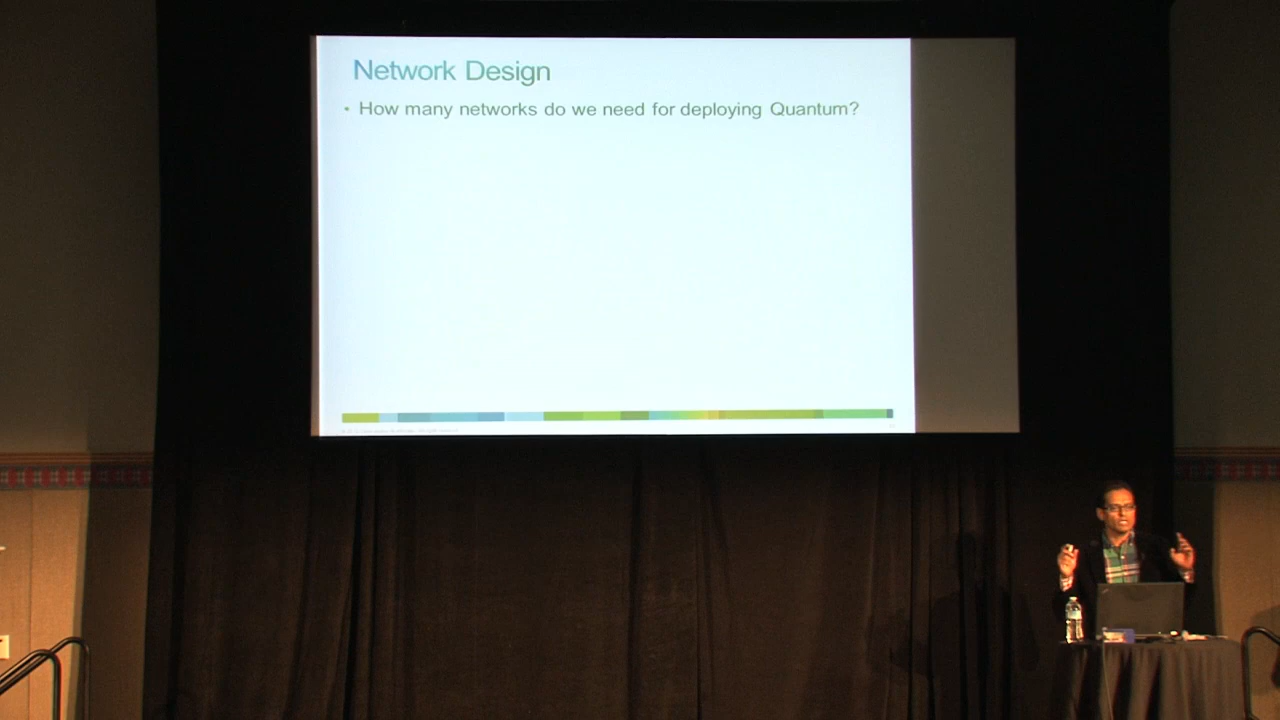 Network Design
• How many networks do we need for deploying Quantum?